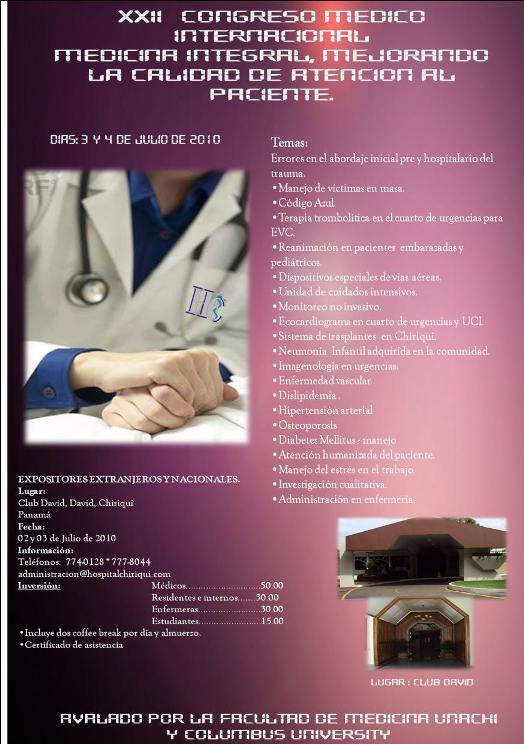 XXII CONGRESO MEDICO
INTERNACIONAL
MEDICINA INTEGRAL, MEJORANDO
LA CALIDAD DE ATENCION AL
PACIENTE.
DIAS: 3 Y 4 DE JULIO DE 2010
Temas:
Errores en el abordaje inicial pre y hospitalario del
trauma.
•Manejo de víctimas en masa.
•Código Azul.
•Terapia trombolítica en el cuarto de urgencias para
EVC.
•Reanimación en pacientes embarazadas y
pediátricos.
•Dispositivos especiales de vías aéreas.
•Unidad de cuidados intensivos.
•Monitoreo no invasivo.
•Ecocardiograma en cuarto de urgencias y UCI.
•Sistema de trasplantes en Chiriquí.
•Neumonía Infantil adquirida en la comunidad.
•Imagenología en urgencias.
•Enfermedad vascular
•Dislipidemia .
•Hipertensión arterial
•Osteoporosis
•Diabetes Mellitus - manejo
•Atención humanizada del paciente.
•Manejo del estrés en el trabajo.
•Investigación cualitativa.
•Administración en enfermería.
EXPOSITORES EXTRANJEROS Y NACIONALES.
Lugar:
Club David, David, Chiriquí
Panamá
Fecha:
02 y 03 de Julio de 2010
Información:
Teléfonos: 774-0128 * 777-8044
administracion@hospitalchiriqui.com
Inversión: Médicos............................50.00
Residentes e internos.......30.00
Enfermeras.......................30.00
Estudiantes.......................15.00
•Incluye dos coffee break por día y almuerzo.
•Certificado de asistencia
LUGAR : CLUB DAVID
AVALADO POR LA FACULTAD DE MEDICINA UNACHI
Y COLUMBUS UNIVERSITY